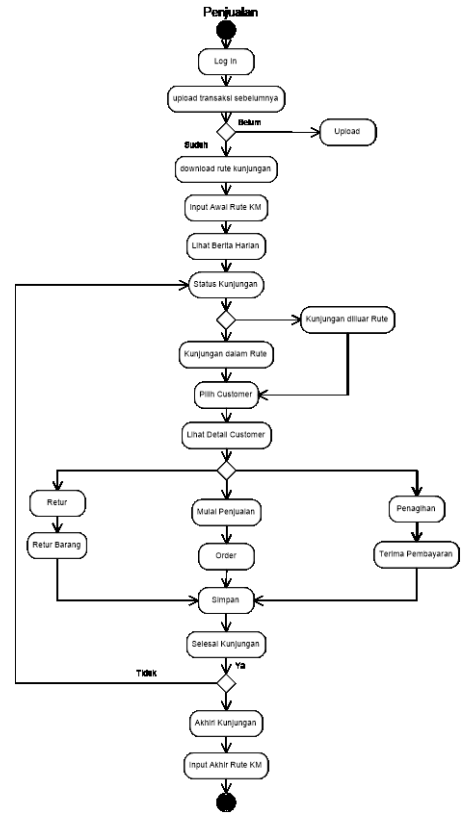 Penjualan
Log In
upload transaksi sebelumnya
Belum
Upload
Sudah
download rute kunjungan
Input Awal Rute KM
Lihat Berita Harian
Status Kunjungan
Kunjungan diluar Rute
Kunjungan dalam Rute
Pilih Customer
Lihat Detail Customer
Retur
Mulai Penjualan
Penagihan
Retur Barang
Order
Terima Pembayaran
Simpan
Selesai Kunjungan
Ya
Tidak
Akhiri Kunjungan
Input Akhir Rute KM